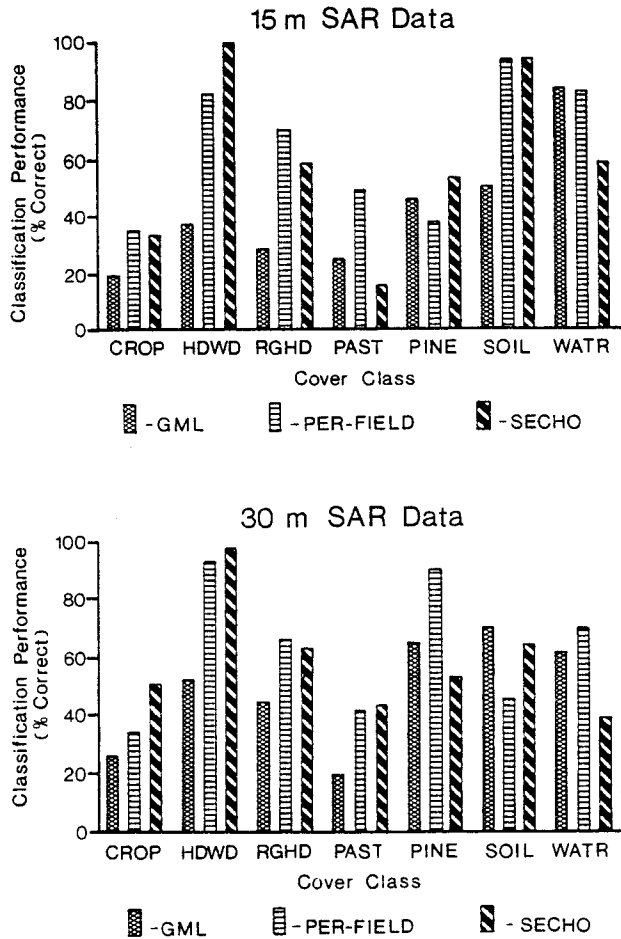 15 m SAR Data
Classification Performance
(% Correct)
100
80
60
40
20
0
CROP HDWD RGHD PAST PINE SOIL WATR
Cover Class
-GML -PER-FIELD -SECHO
30 m SAR Data
Classification Performance
(% Correct)
100
80
60
40
20
0
CROP HDWD RGHD PAST PINE SOIL WATR
Cover Class
-GML -PER-FIELD -SECHO